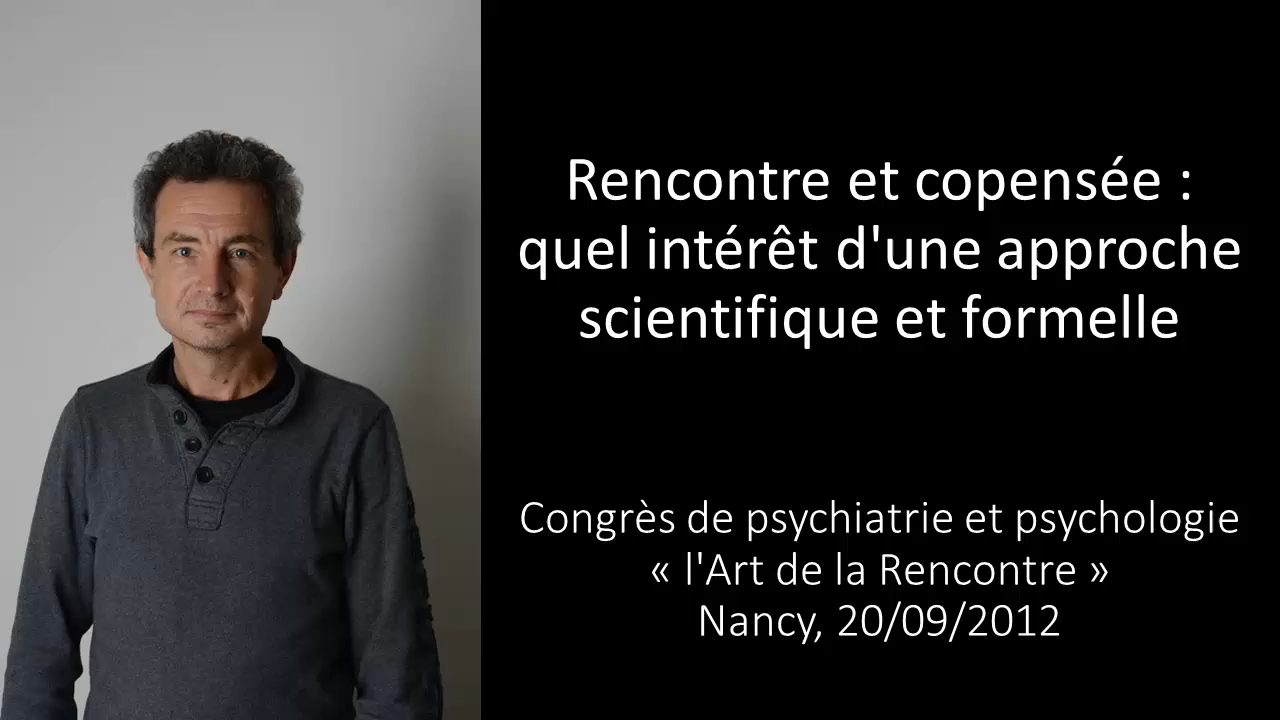 Rencontre et copensée :
quel intérêt d'une approche
scientifique et formelle
Congrès de psychiatrie et psychologie
« l'Art de la Rencontre »
Nancy, 20/09/2012